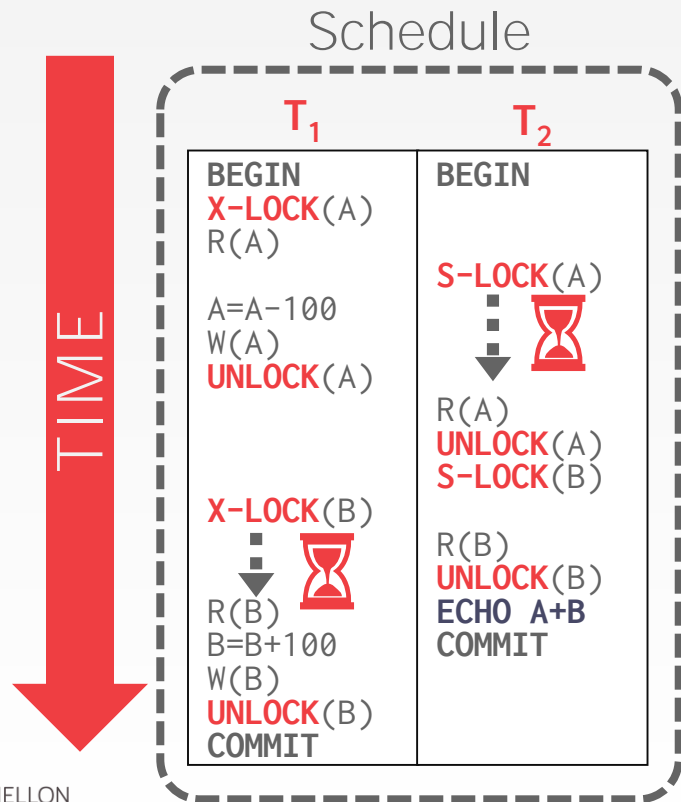 Schedule
TIME
T1
BEGIN
X-LOCK(A)
R(A)
A=A-100
W(A)
UNLOCK(A)
X-LOCK(B)
R(B)
B=B+100
W(B)
UNLOCK(B)
COMMIT
T2
BEGIN
S-LOCK(A)
R(A)
UNLOCK(A)
S-LOCK(B)
R(B)
UNLOCK(B)
ECHO A+B
COMMIT